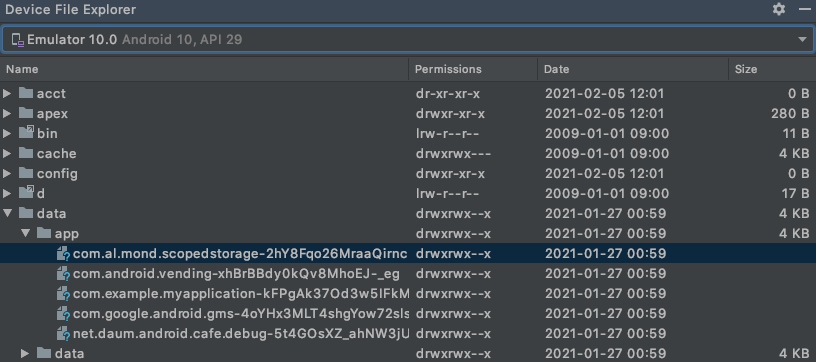 Device File Explorer
Emulator 10.0 Android 10, API 29
Name Permissions Date Size
acct dr-xr-xr-x 2021-02-05 12:01 0 B
apex drwxr-xr-x 2021-02-05 12:01 280 B
bin lrw-r--r-- 2009-01-01 09:00 11 B
cache drwxrwx--- 2009-01-01 09:00 4 KB
config drwxr-xr-x 2021-02-05 12:01 0 B
d lrw-r--r-- 2009-01-01 09:00 17 B
data drwxrwx--x 2021-01-27 00:59 4 KB
app drwxrwx--x 2021-01-27 00:59 4 KB
com.al.mond.scopedstorage-2hY8Fqo26MraaQirnc drwxrwx--x 2021-01-27 00:59
com.android.vending-xhBrBBdy0kQv8MhoEJ-_eg drwxrwx--x 2021-01-27 00:59
com.example.myapplication-kFPgAk37Od3w5IFkM drwxrwx--x 2021-01-27 00:59
com.google.android.gms-4oYHx3MLT4shgYow72sls drwxrwx--x 2021-01-27 00:59
net.daum.android.cafe.debug-5t4GOsXZ_ahNW3jU drwxrwx--x 2021-01-27 00:59
data drwxrwx--x 2021-01-27 00:59 4 KB